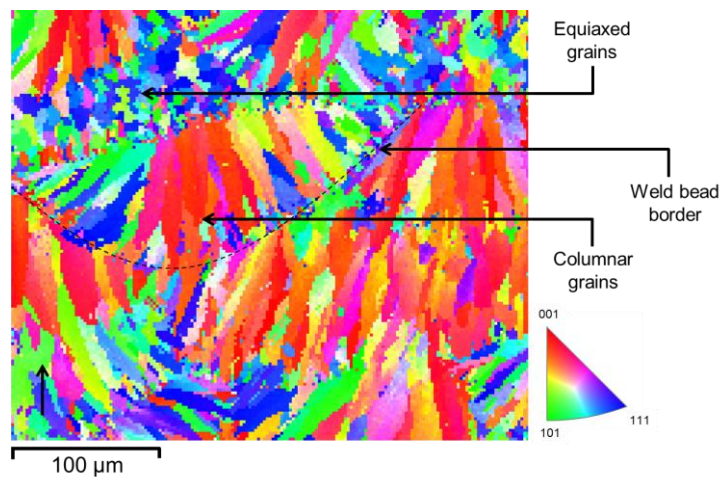 Equiaxed
grains
Weld bead
border
Columnar
grains
001
101
111
100 μm